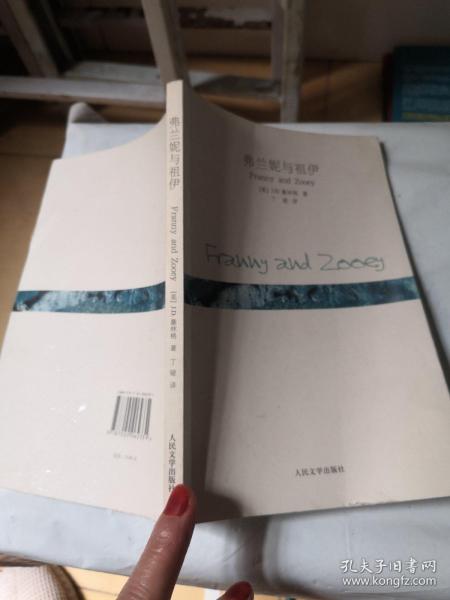 弗兰妮与祖伊
Franny and Zooey
[美] J.D. 塞林格 著
丁骏 译
Franny and Zooey
人民文学出版社
弗兰妮与祖伊
Franny and Zooey
[美] J.D. 塞林格 著 丁骏 译
人民文学出版社
孔夫子旧书网
www.kongfz.com